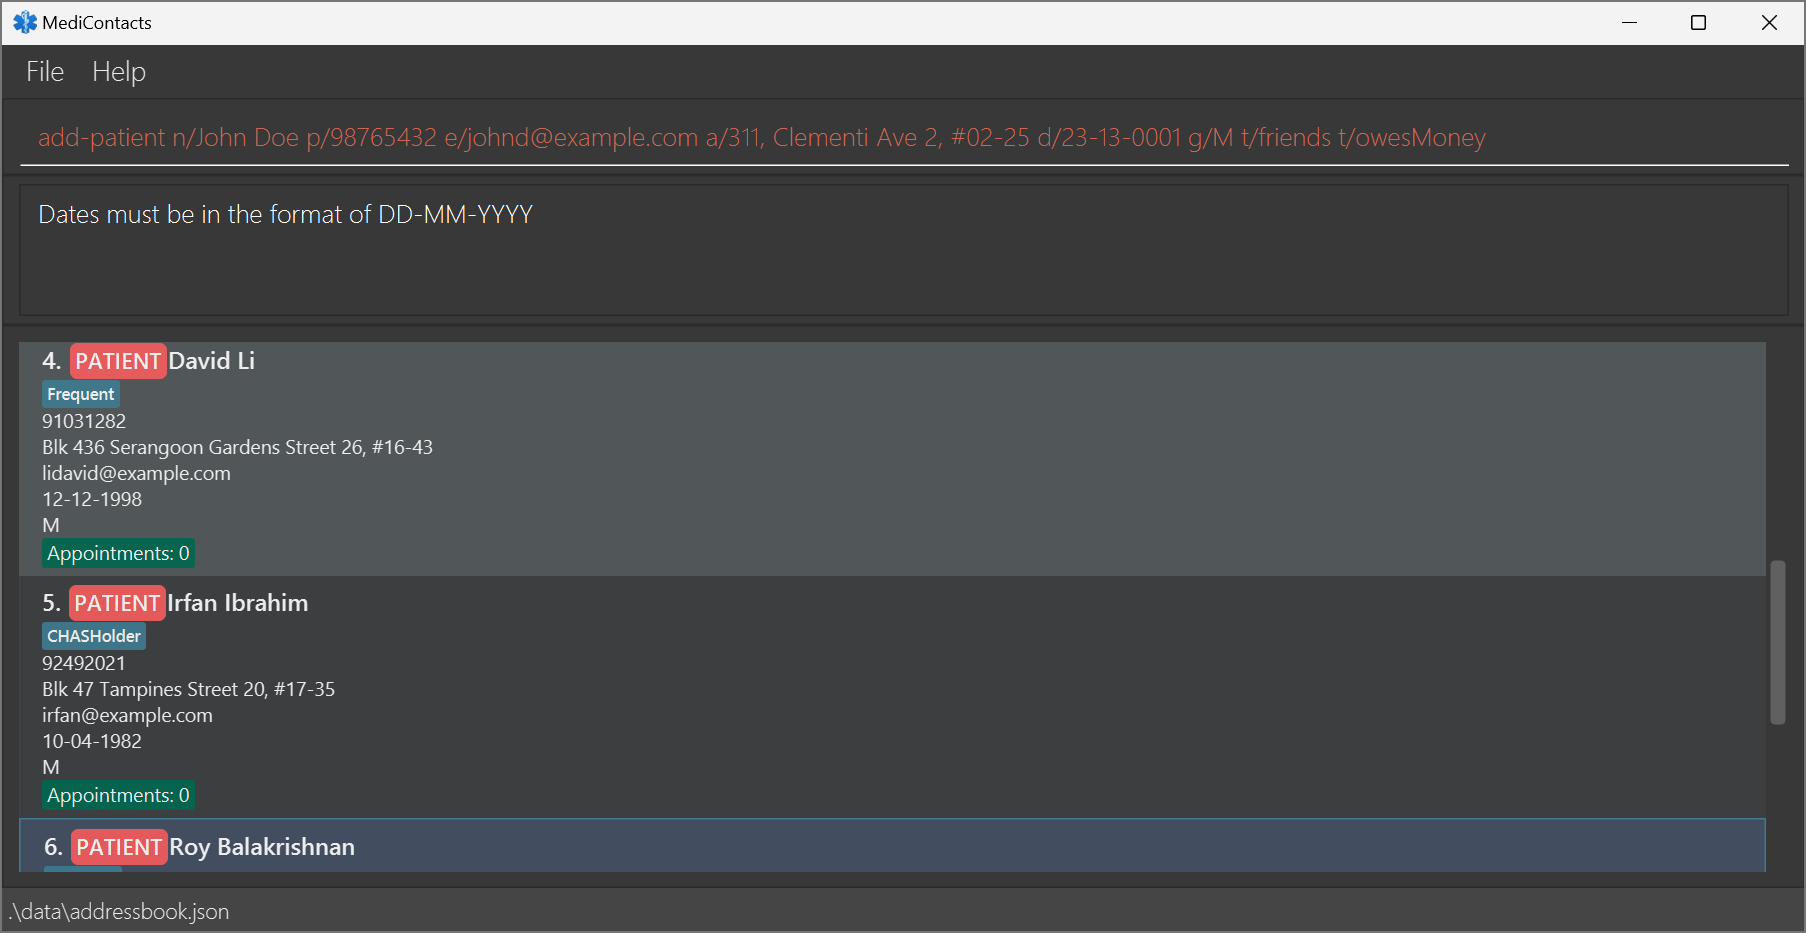 MediContacts
File Help
add-patient n/John Doe p/98765432 e/johnd@example.com a/311, Clementi Ave 2, #02-25 d/23-13-0001 g/M t/friends t/owesMoney
Dates must be in the format of DD-MM-YYYY
4. PATIENT David Li
Frequent
91031282
Blk 436 Serangoon Gardens Street 26, #16-43
lidavid@example.com
12-12-1998
M
Appointments: 0
5. PATIENT Irfan Ibrahim
CHASHolder
92492021
Blk 47 Tampines Street 20, #17-35
irfan@example.com
10-04-1982
M
Appointments: 0
6. PATIENT Roy Balakrishnan
.\data\addressbook.json